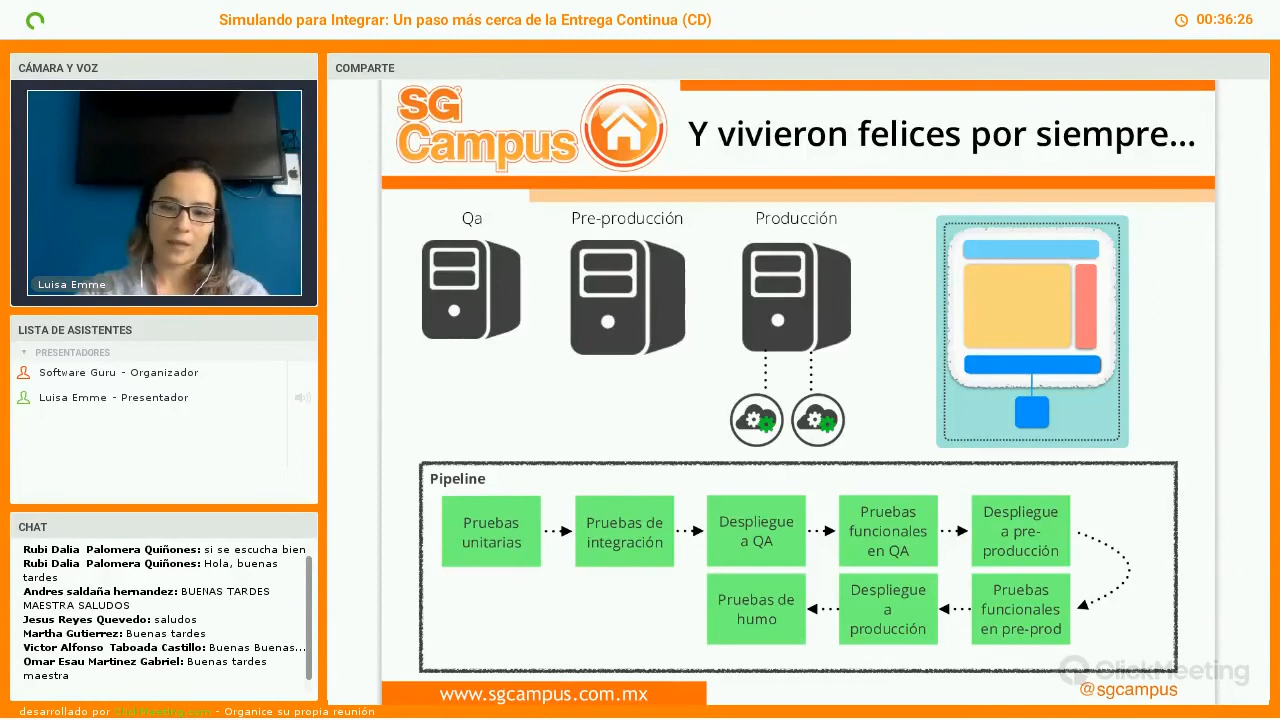 Simulando para Integrar: Un paso más cerca de la Entrega Continua (CD)
00:36:26
CÁMARA Y VOZ
Luisa Emme
LISTA DE ASISTENTES
PRESENTADORES
Software Guru - Organizador
Luisa Emme - Presentador
CHAT
Rubi Dalia Palomera Quiñones: si se escucha bien
Rubi Dalia Palomera Quiñones: Hola, buenas
tardes
Andres saldaña hernandez: BUENAS TARDES
MAESTRA SALUDOS
Jesus Reyes Quevedo: saludos
Martha Gutierrez: Buenas tardes
Victor Alfonso Taboada Castillo: Buenas Buenas...
Omar Esau Martinez Gabriel: Buenas tardes
maestra
COMPARTE
SG
Campus
Y vivieron felices por siempre...
Qa
Pre-producción
Producción
Pipeline
Pruebas
unitarias
Pruebas de
integración
Despliegue
a QA
Pruebas
funcionales
en QA
Despliegue
a pre-
producción
Pruebas de
humo
Despliegue
a
producción
Pruebas
funcionales
en pre-prod
ClickMeeting
www.sgcampus.com.mx
@sgcampus
desarrollado por ClickMeeting.com - Organice su propia reunión